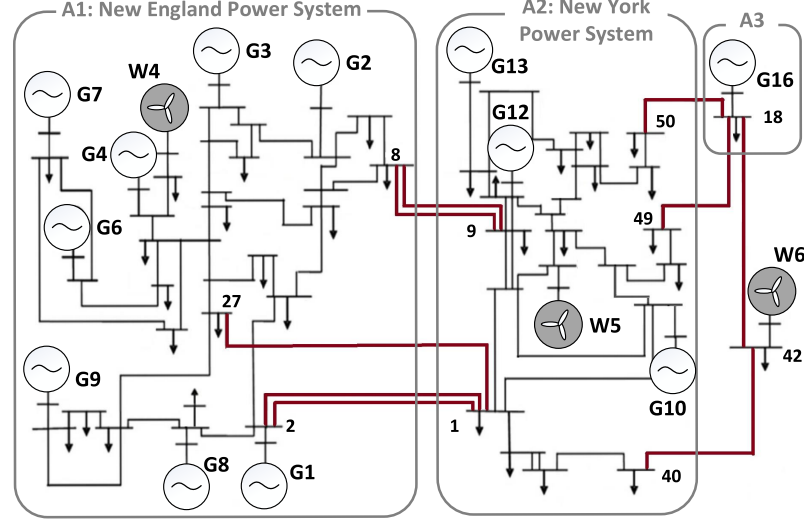 A1: New England Power System
A2: New York
Power System
A3
G3
G2
G13
G16
W4
G7
G12
50
18
G4
8
49
G6
9
W6
27
W5
42
G9
G10
2
1
G8
G1
40